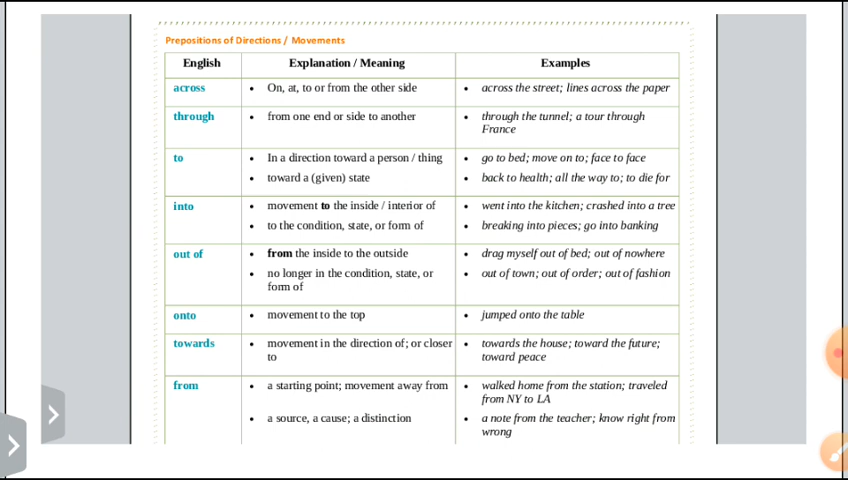 Prepositions of Directions / Movements
English Explanation / Meaning Examples
across • On, at, to or from the other side • across the street; lines across the paper
through • from one end or side to another • through the tunnel; a tour through
France
to • In a direction toward a person / thing • go to bed; move on to; face to face
• toward a (given) state • back to health; all the way to; to die for
into • movement to the inside / interior of • went into the kitchen; crashed into a tree
• to the condition, state, or form of • breaking into pieces; go into banking
out of • from the inside to the outside • drag myself out of bed; out of nowhere
• no longer in the condition, state, or • out of town; out of order; out of fashion
form of
onto • movement to the top • jumped onto the table
towards • movement in the direction of; or closer • towards the house; toward the future;
to toward peace
from • a starting point; movement away from • walked home from the station; traveled
from NY to LA
• a source, a cause; a distinction • a note from the teacher; know right from
wrong